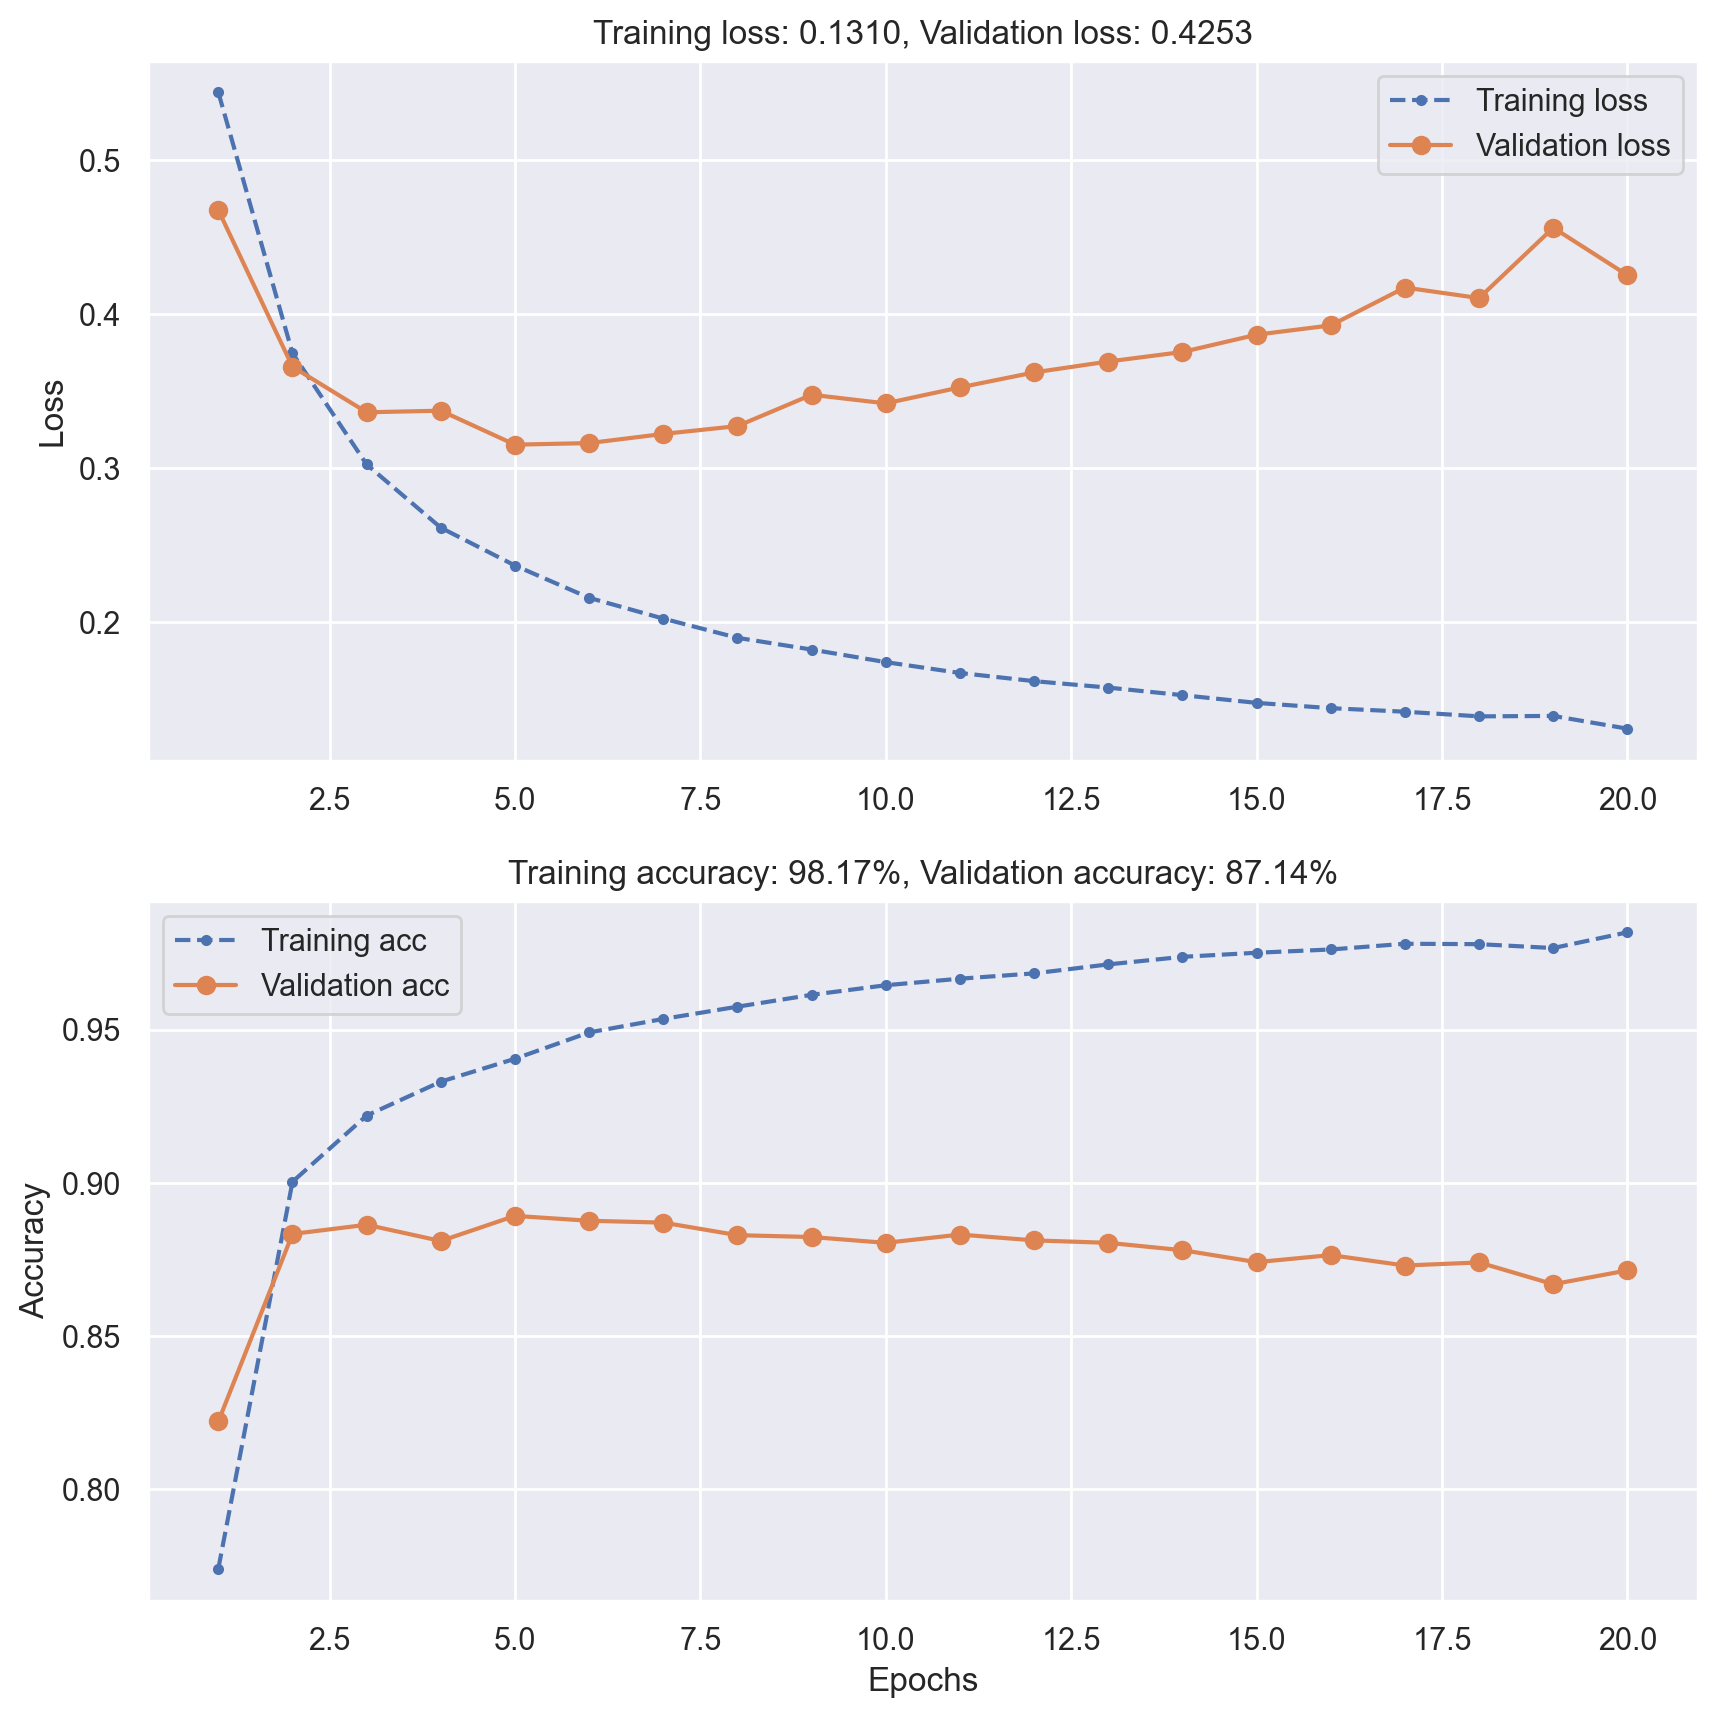 Training loss: 0.1310, Validation loss: 0.4253
Training loss
Validation loss
0.5
0.4
0.3
0.2
Loss
2.5 5.0 7.5 10.0 12.5 15.0 17.5 20.0
Training accuracy: 98.17%, Validation accuracy: 87.14%
Training acc
Validation acc
0.95
0.90
0.85
0.80
Accuracy
2.5 5.0 7.5 10.0 12.5 15.0 17.5 20.0
Epochs